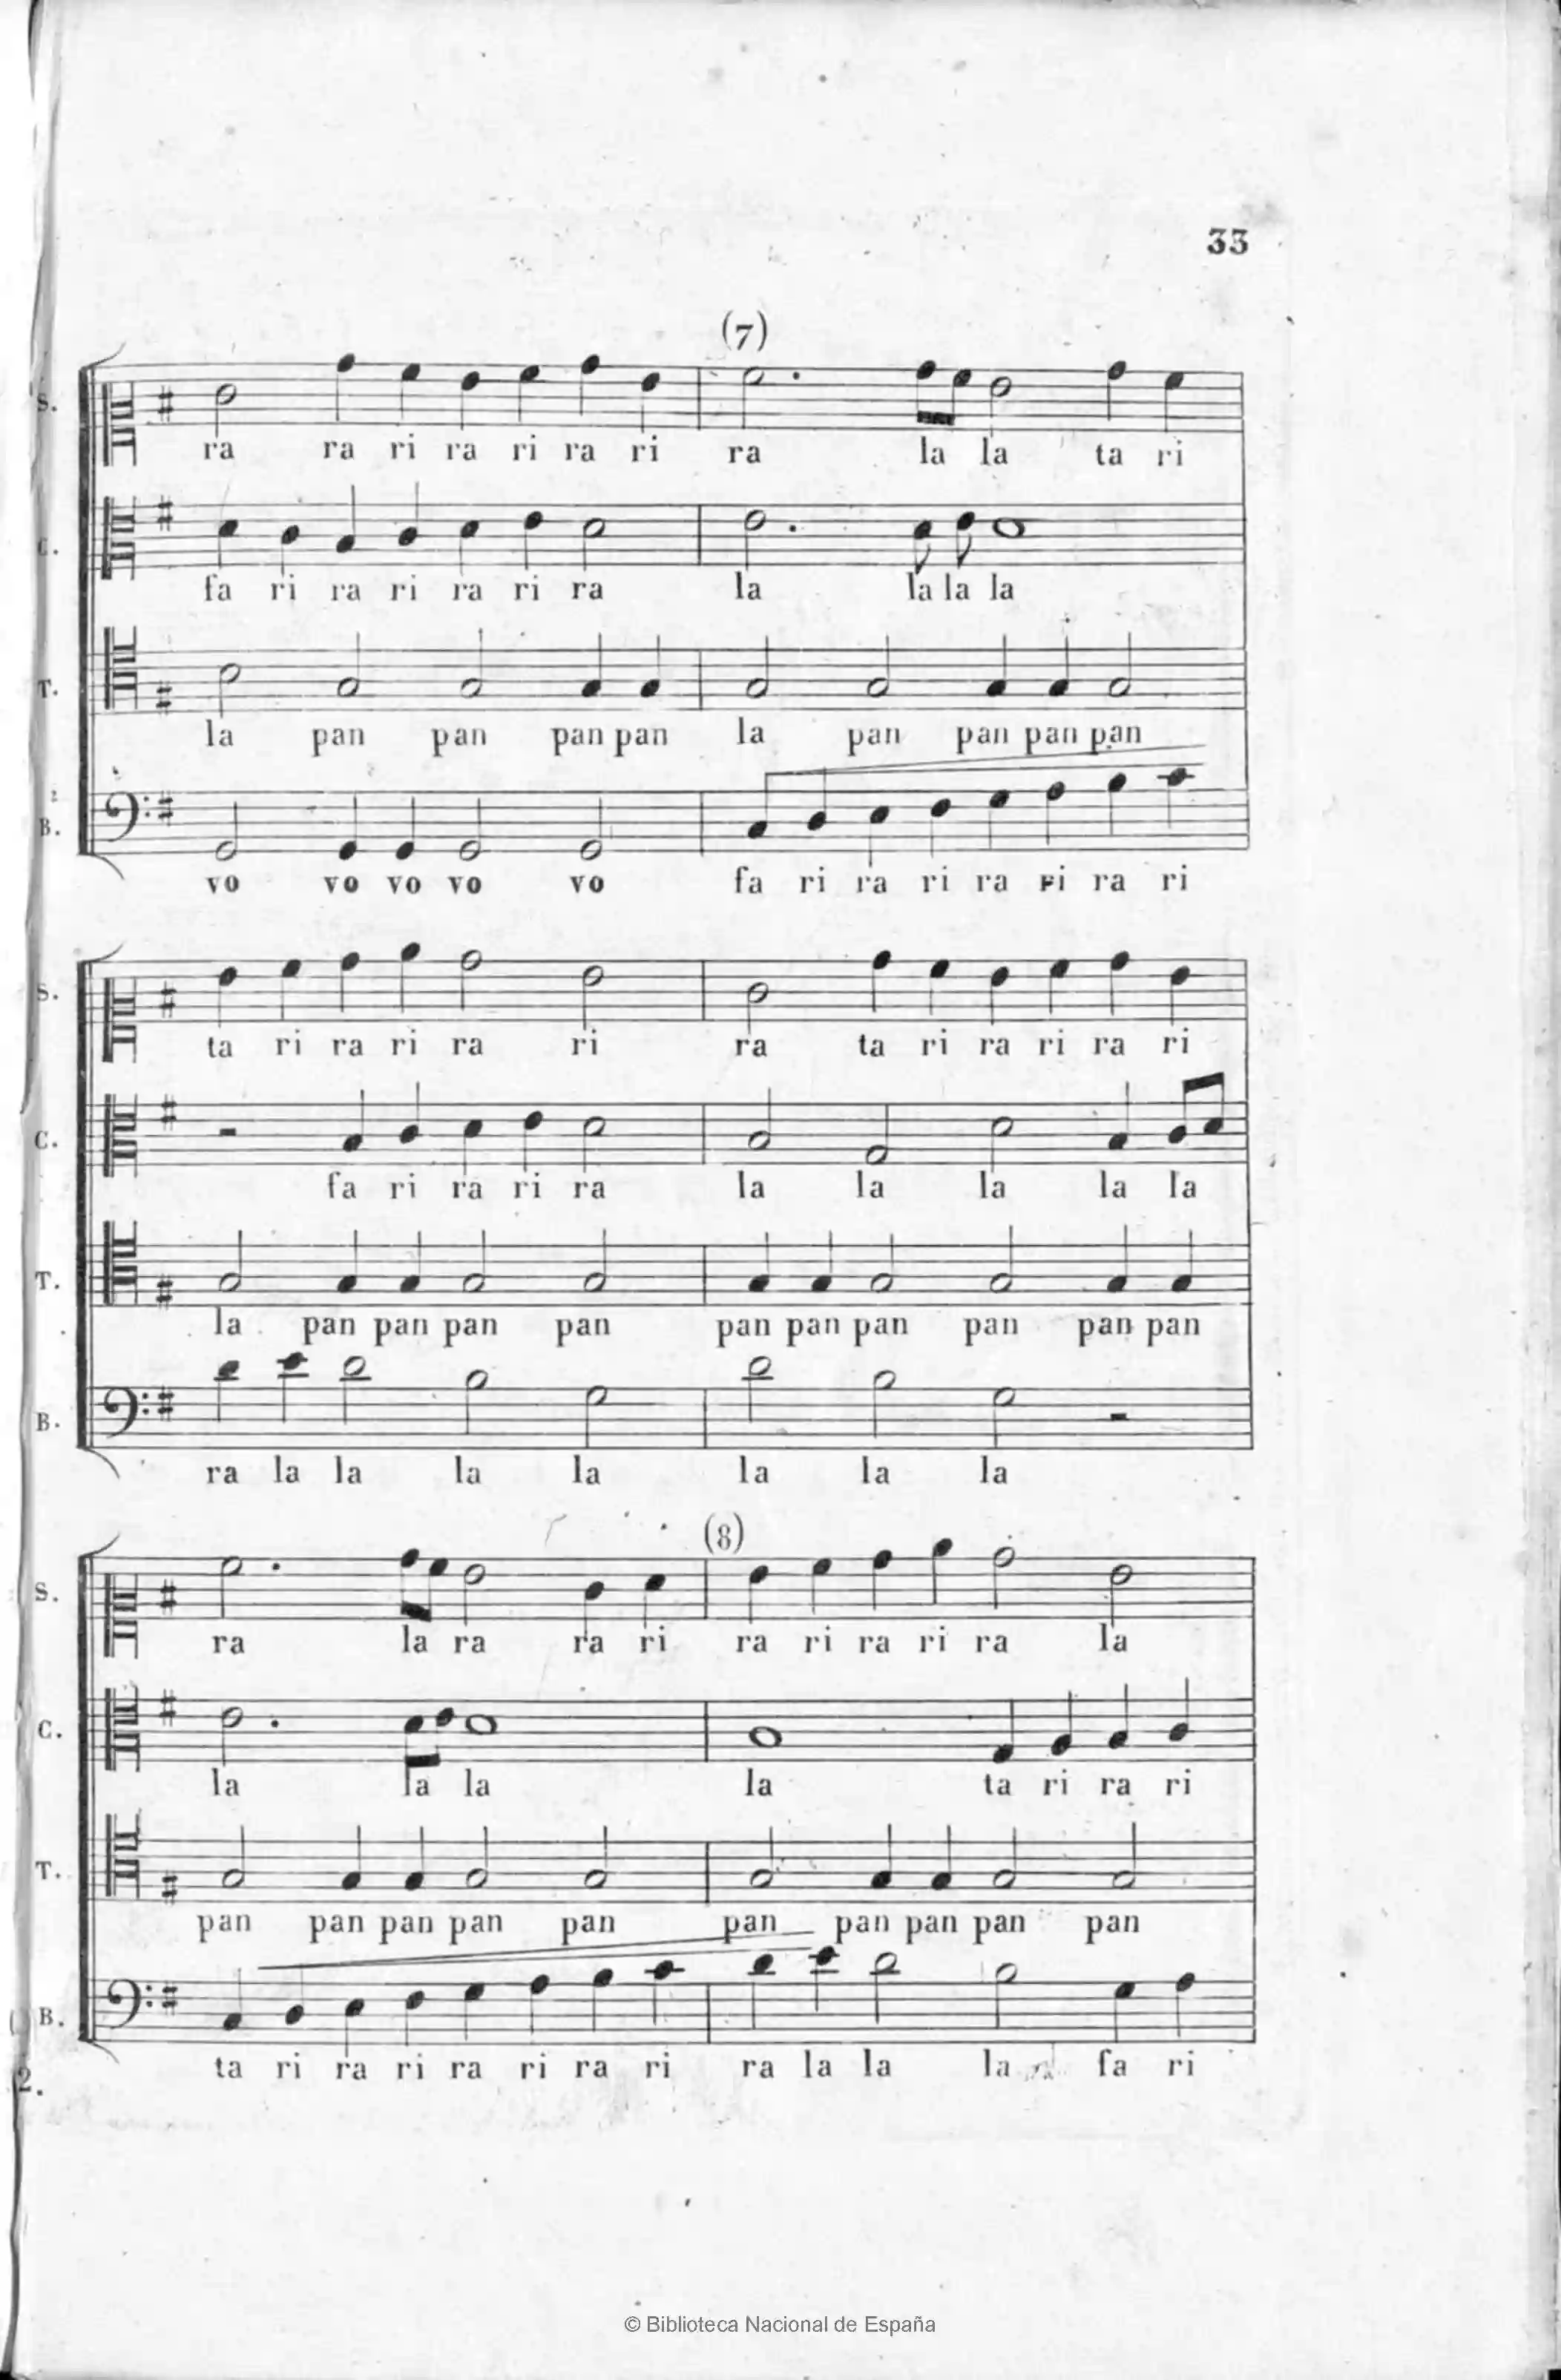 33
(7)
S.
ra ra ri ra ri ra ri ra la la ta ri
C.
fa ri ra ri ra ri ra la la la la
T.
la pan pan pan pan la pan pan pan pan
B.
vo vo vo vo vo fa ri ra ri ra ri ra ri
S.
ta ri ra ri ra ri ra ta ri ra ri ra ri
C.
fa ri ra ri ra la la la la la
T.
la pan pan pan pan pan pan pan pan pan pan
B.
ra la la la la la la la
(8)
S.
ra la ra ra ri ra ri ra ri ra la
C.
la la la la ta ri ra ri
T.
pan pan pan pan pan pan pan pan pan pan
B.
ta ri ra ri ra ri ra ri ra la la la fa ri
2.
© Biblioteca Nacional de España